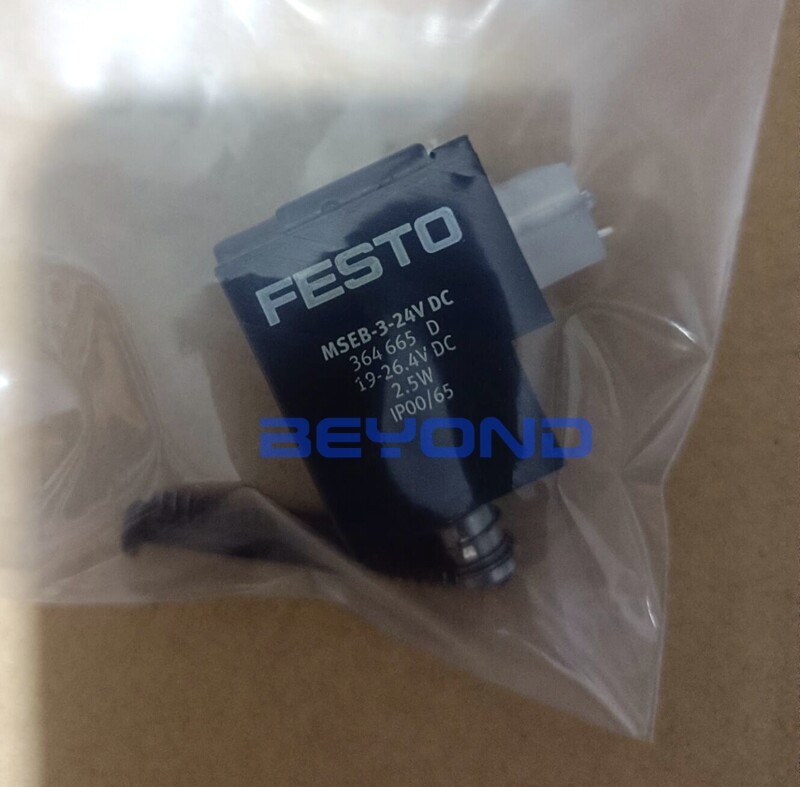 FESTO
MSEB-3-24V DC
364 665 D
19-26.4V DC
2.5W
IP00/65
BEYOND